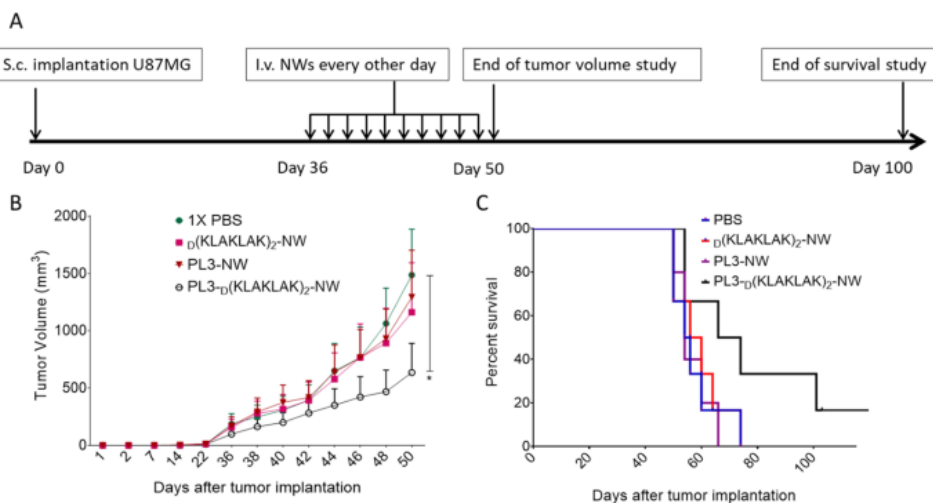 A
S.c. implantation U87MG
I.v. NWs every other day
End of tumor volume study
End of survival study
Day 0
Day 36
Day 50
Day 100
B
2000
1500
1000
500
0
Tumor Volume (mm³)
1X PBS
D(KLAKLAK)₂-NW
PL3-NW
PL3-D(KLAKLAK)₂-NW
*
1 2 7 14 22 36 38 40 42 44 46 48 50
Days after tumor implantation
C
100
80
60
40
20
0
Percent survival
PBS
D(KLAKLAK)₂-NW
PL3-NW
PL3-D(KLAKLAK)₂-NW
0 20 40 60 80 100
Days after tumor implantation